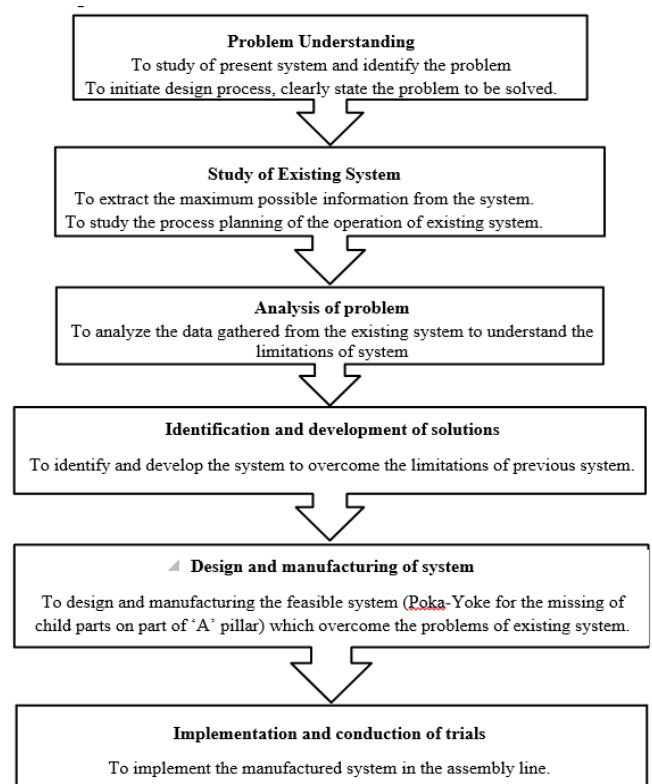 Problem Understanding
To study of present system and identify the problem
To initiate design process, clearly state the problem to be solved.
Study of Existing System
To extract the maximum possible information from the system.
To study the process planning of the operation of existing system.
Analysis of problem
To analyze the data gathered from the existing system to understand the
limitations of system
Identification and development of solutions
To identify and develop the system to overcome the limitations of previous system.
Design and manufacturing of system
To design and manufacturing the feasible system (Poka-Yoke for the missing of
child parts on part of ‘A’ pillar) which overcome the problems of existing system.
Implementation and conduction of trials
To implement the manufactured system in the assembly line.